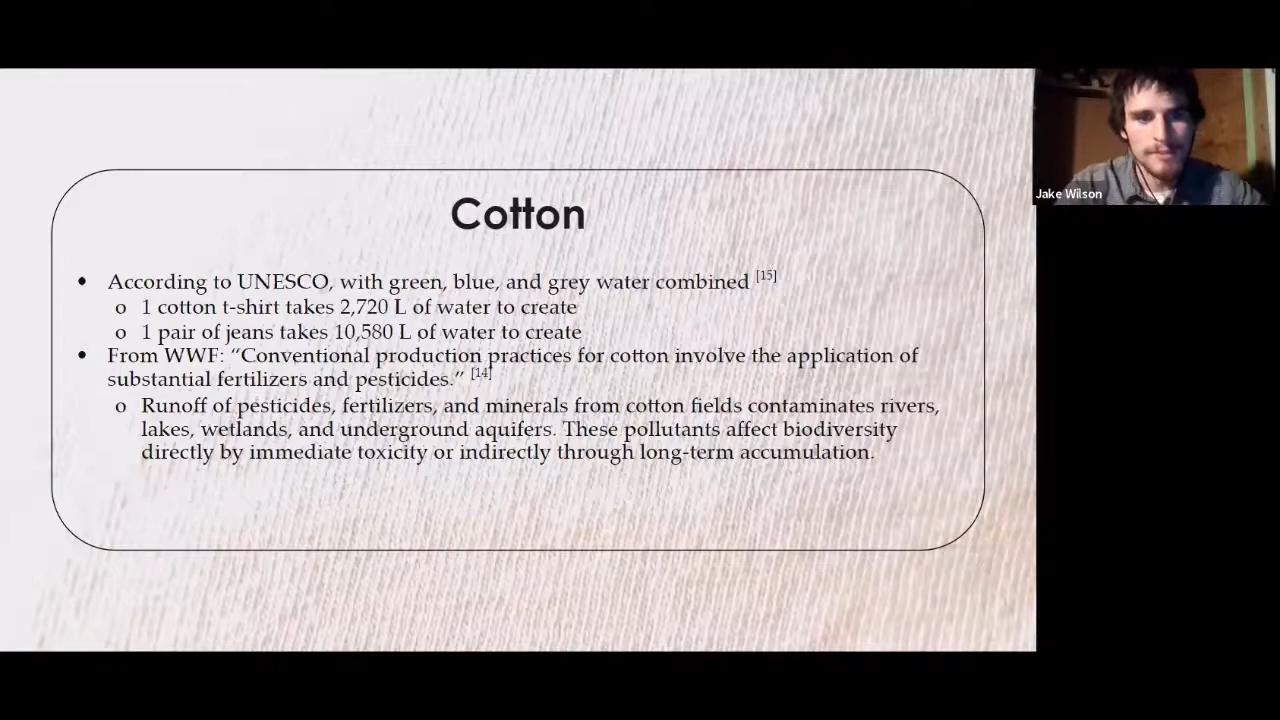 Cotton
• According to UNESCO, with green, blue, and grey water combined [15]
o 1 cotton t-shirt takes 2,720 L of water to create
o 1 pair of jeans takes 10,580 L of water to create
• From WWF: “Conventional production practices for cotton involve the application of
substantial fertilizers and pesticides.” [14]
o Runoff of pesticides, fertilizers, and minerals from cotton fields contaminates rivers,
lakes, wetlands, and underground aquifers. These pollutants affect biodiversity
directly by immediate toxicity or indirectly through long-term accumulation.
Jake Wilson